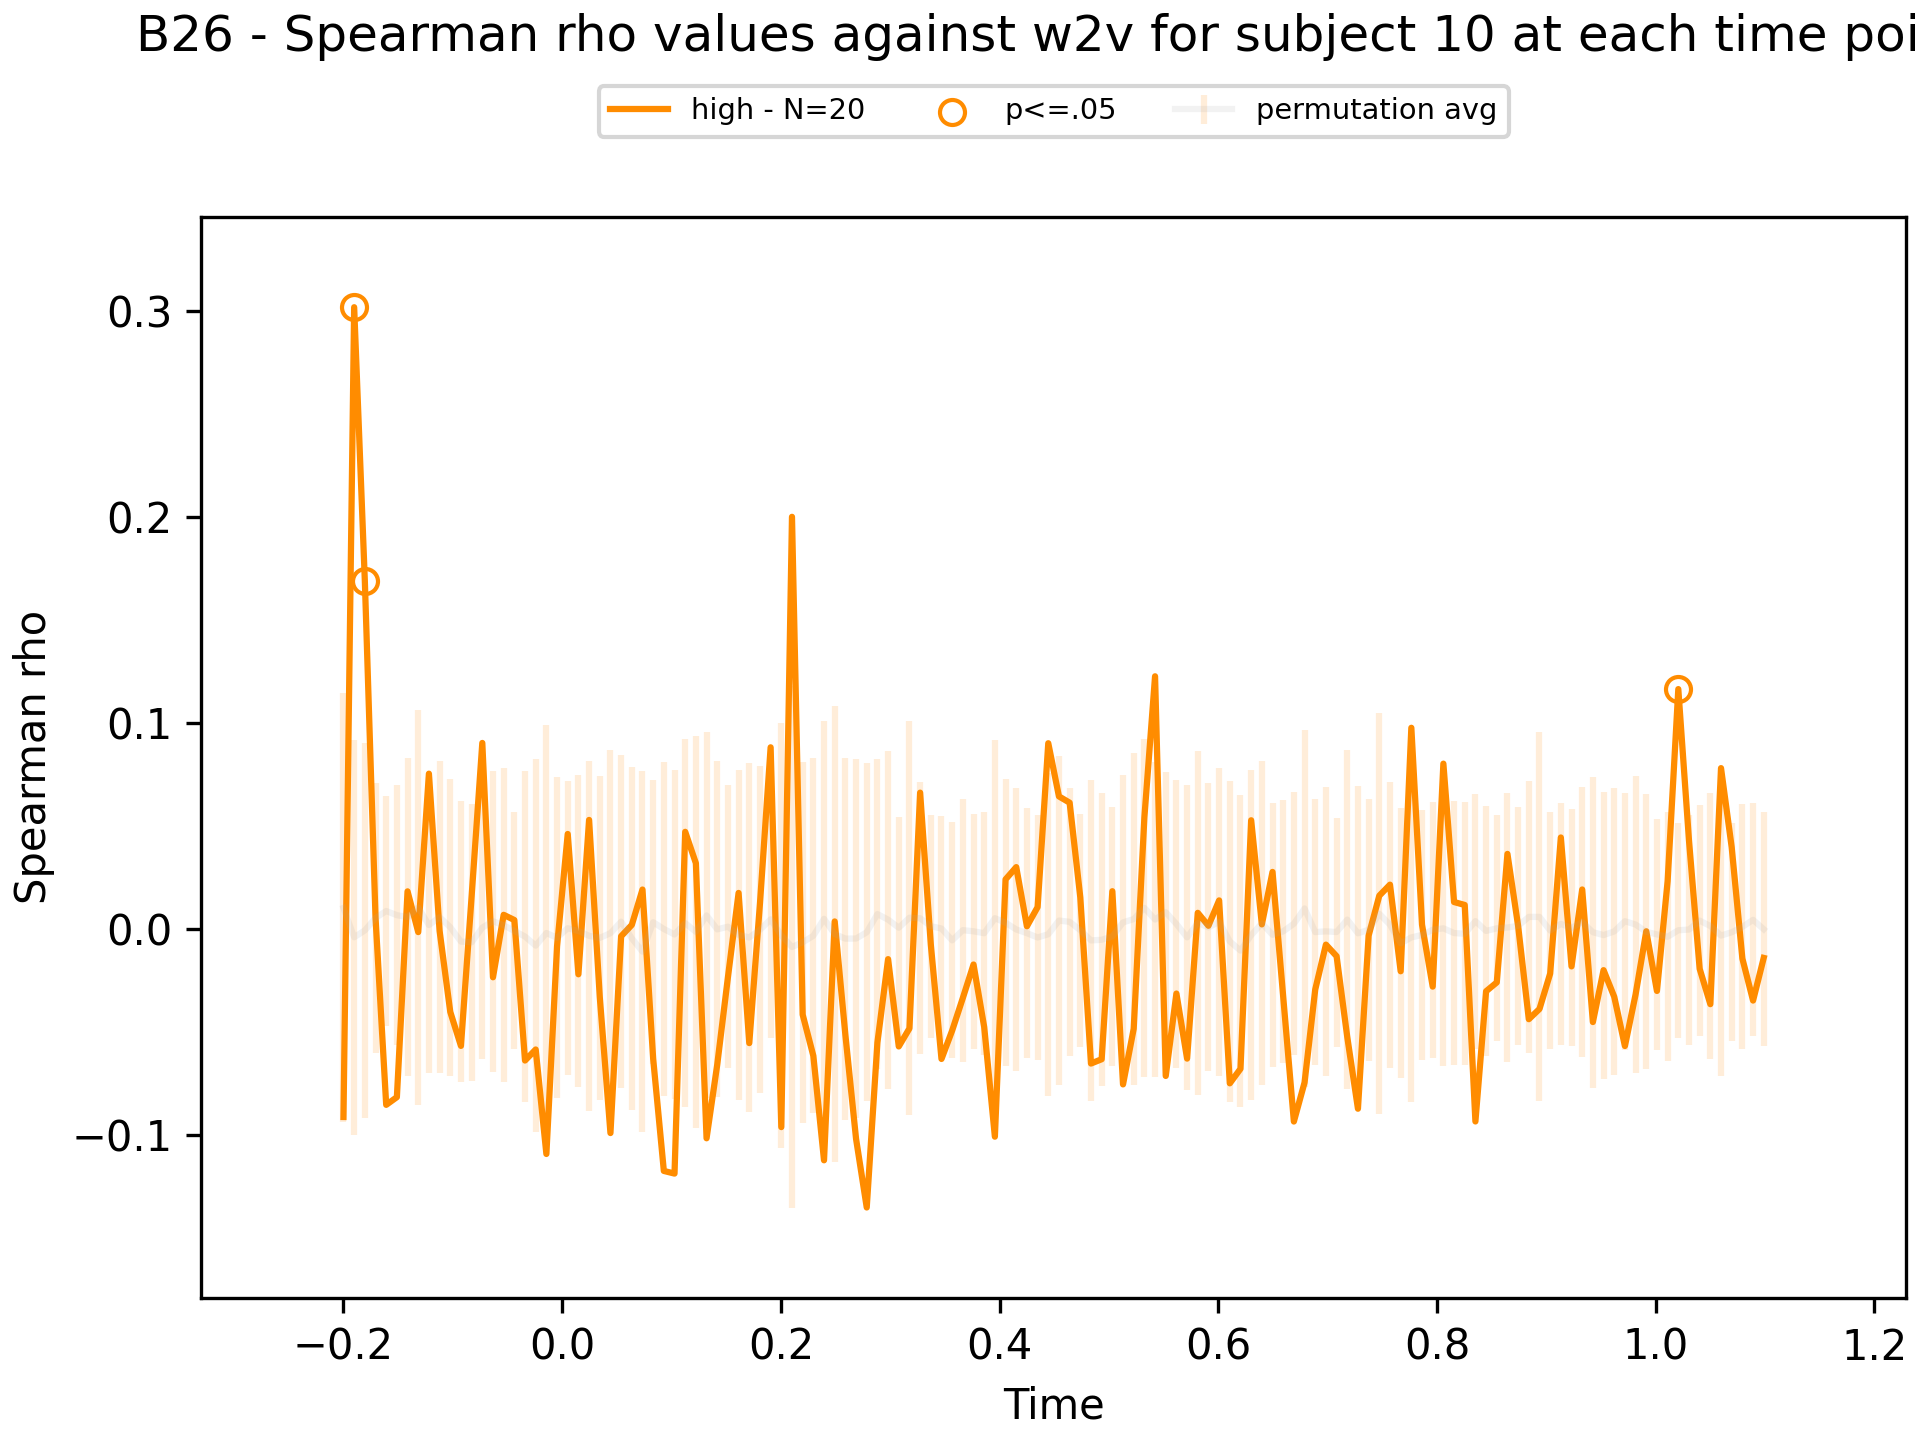 B26 - Spearman rho values against w2v for subject 10 at each time poi
high - N=20 p<=.05 permutation avg
0.3
0.2
0.1
0.0
−0.1
Spearman rho
−0.2 0.0 0.2 0.4 0.6 0.8 1.0 1.2
Time